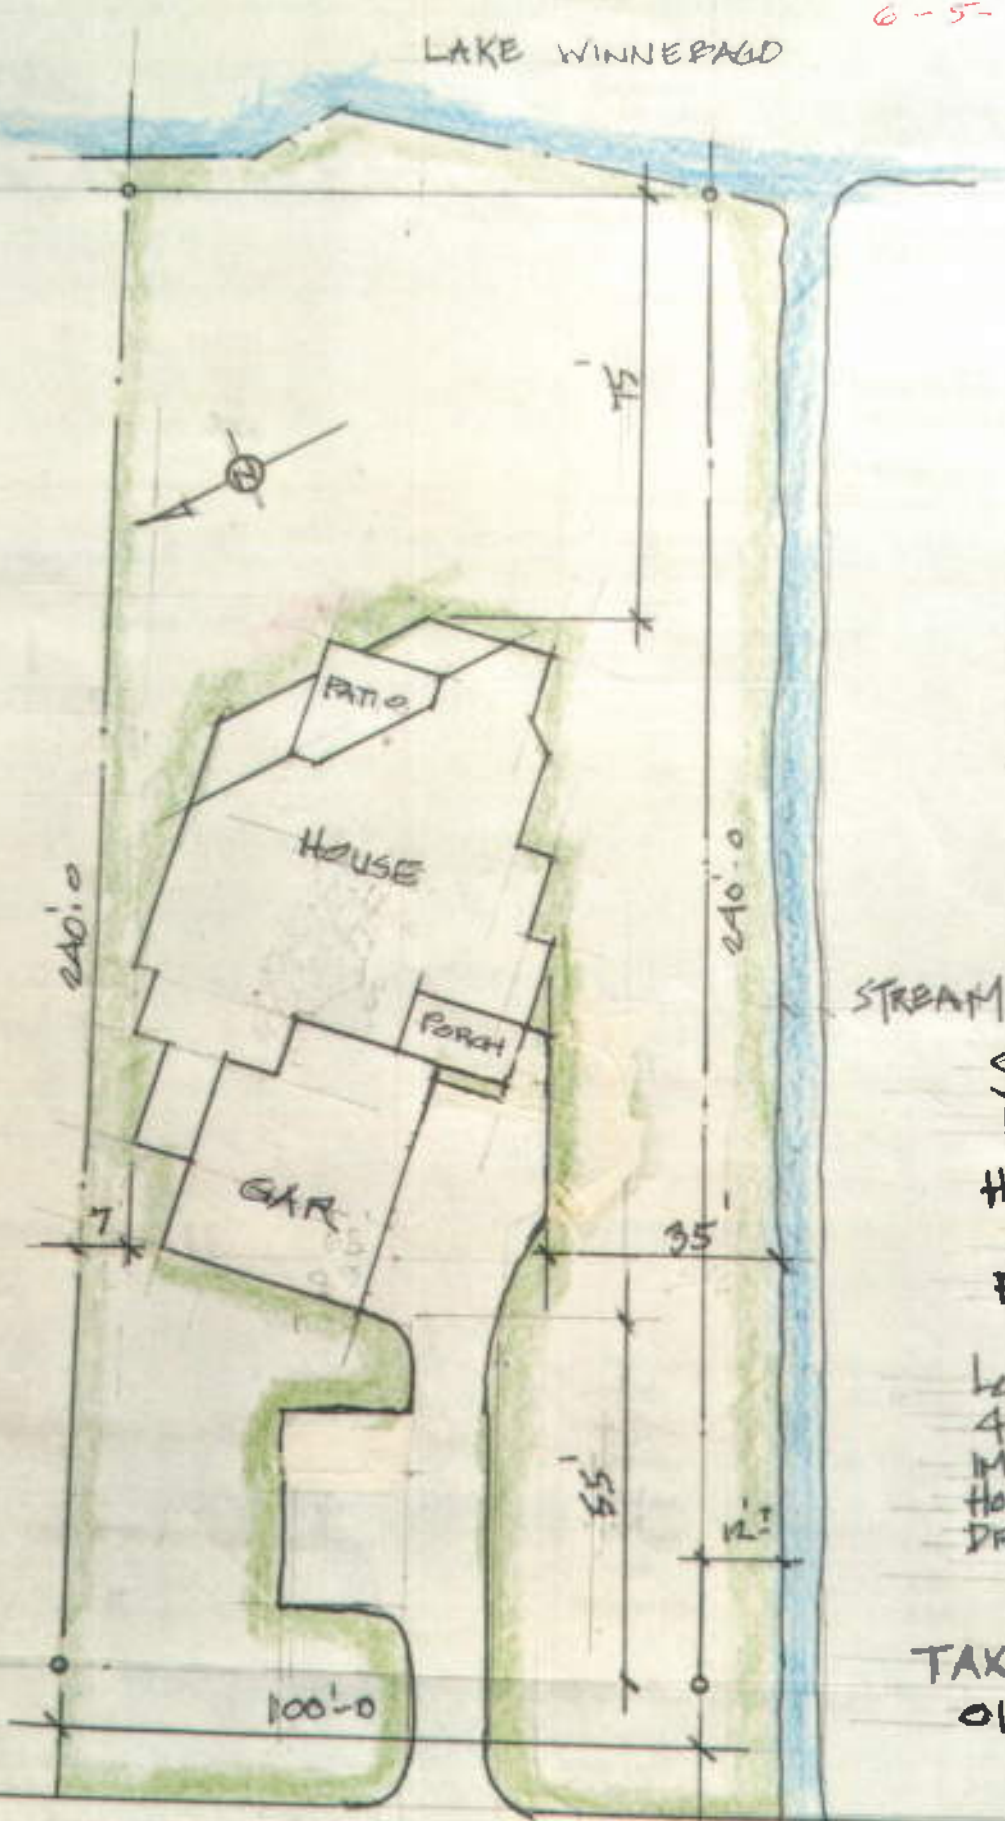 6-5-
LAKE WINNEBAGO
75'
N
PATIO
HOUSE
240'.0
240'.0
STREAM
PORCH
GAR
7'
35'
H
55'
12'-
DR
TAX
100'-0